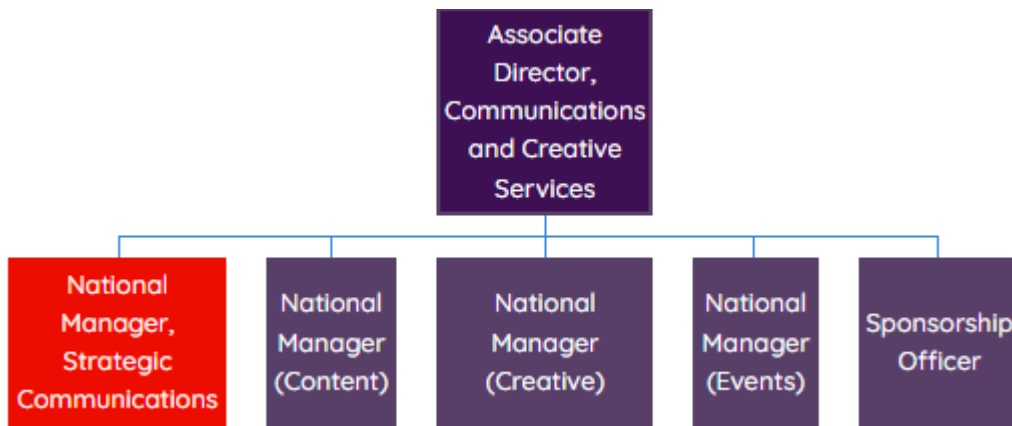 Associate
Director,
Communications
and Creative
Services
National
Manager,
Strategic
Communications
National
Manager
(Content)
National
Manager
(Creative)
National
Manager
(Events)
Sponsorship
Officer